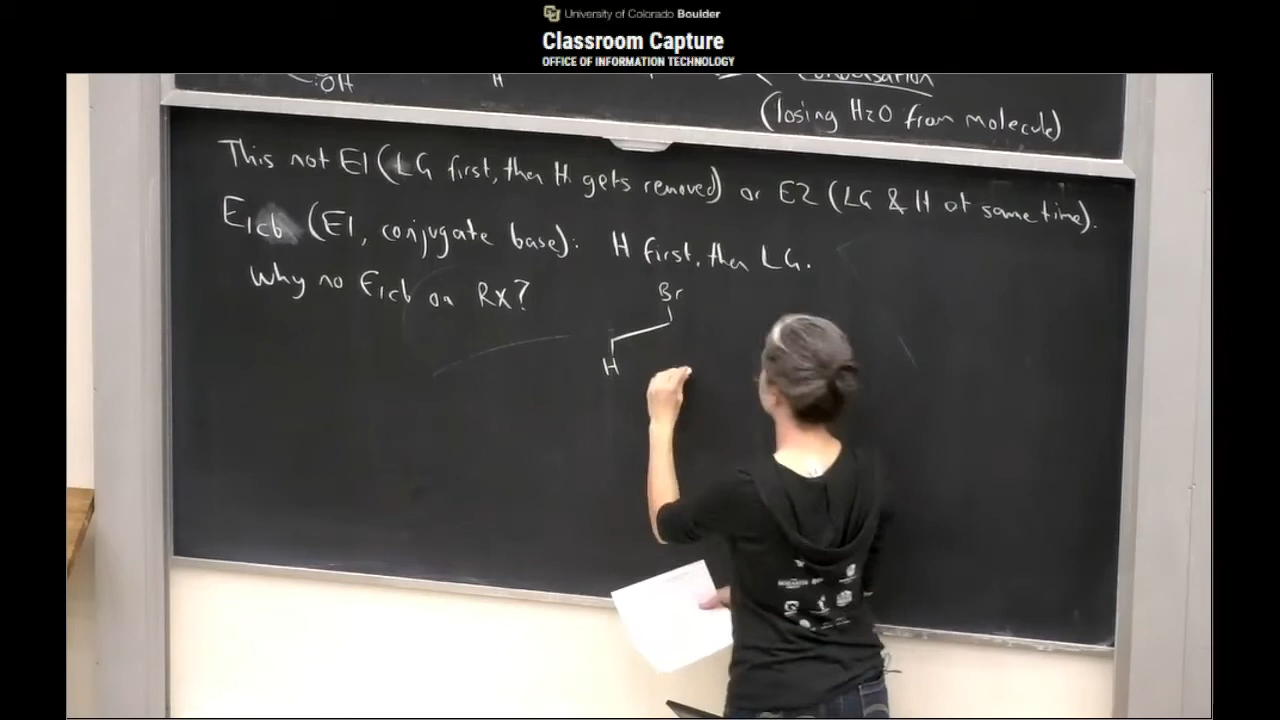 University of Colorado Boulder
Classroom Capture
OFFICE OF INFORMATION TECHNOLOGY
:OH
H
(losing H2O from molecule)
This not E1 (LG first, then H gets removed) or E2 (LG & H at same time).
E1cb (E1, conjugate base): H first, then LG.
Why no E1cb on RX?
Br
H